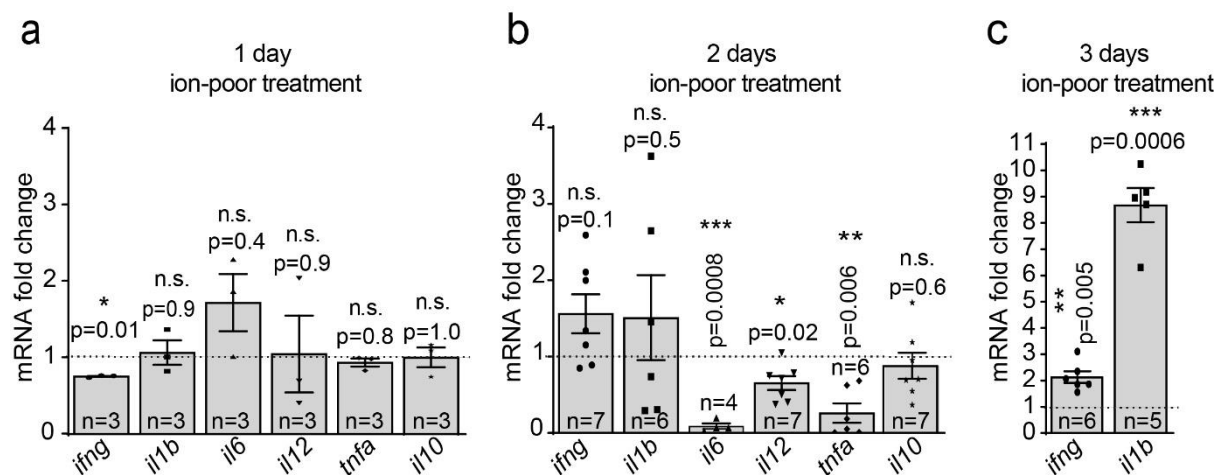 a
1 day
ion-poor treatment
mRNA fold change
4
3
2
1
0
*
p=0.01
n.s.
p=0.9
n.s.
p=0.4
n.s.
p=0.9
n.s.
p=0.8
n.s.
p=1.0
n=3
n=3
n=3
n=3
n=3
n=3
ifng
il1b
il6
il12
tnfa
il10
b
2 days
ion-poor treatment
mRNA fold change
4
3
2
1
0
n.s.
p=0.1
n.s.
p=0.5
***
p=0.0008
*
p=0.02
**
p=0.006
n.s.
p=0.6
n=7
n=6
n=4
n=7
n=6
n=7
ifng
il1b
il6
il12
tnfa
il10
c
3 days
ion-poor treatment
mRNA fold change
11
10
9
8
7
6
5
4
3
2
1
0
**
p=0.005
***
p=0.0006
n=6
n=5
ifng
il1b